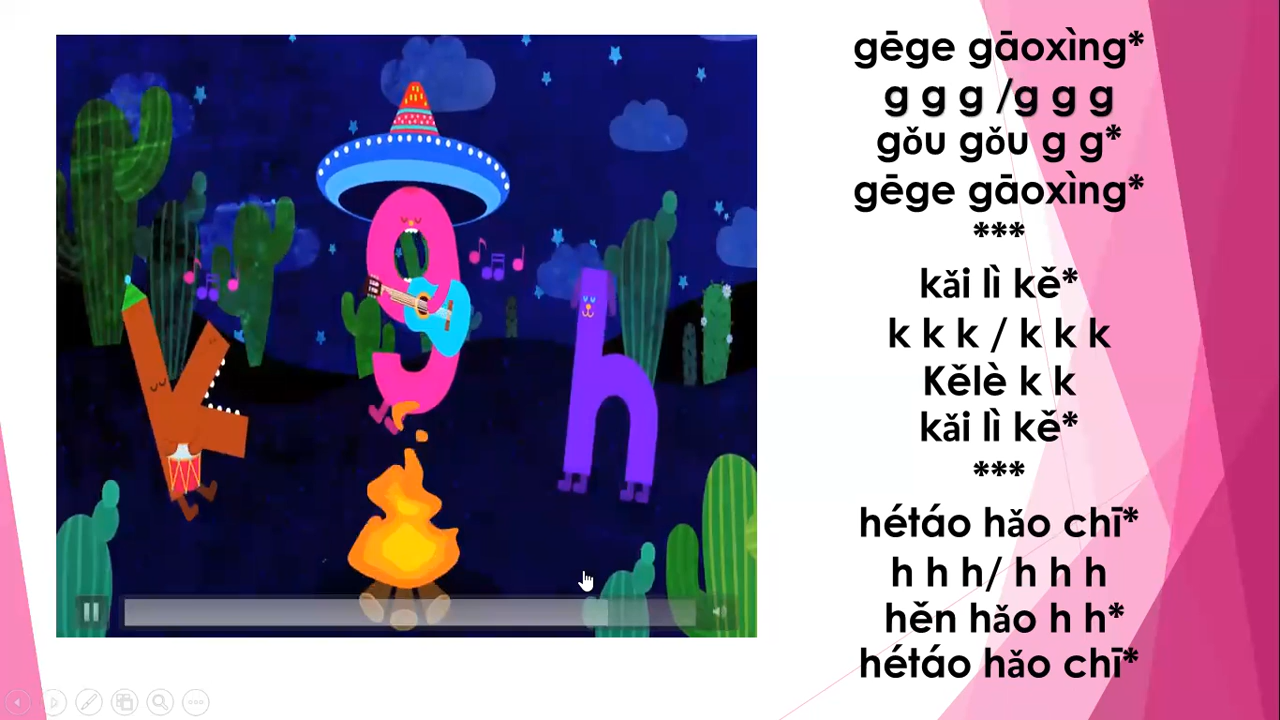 gēge gāoxìng*
g g g /g g g
gǒu gǒu g g*
gēge gāoxìng*
***
kǎi lì kě*
k k k / k k k
Kělè k k
kǎi lì kě*
***
hétáo hǎo chī*
h h h/ h h h
hěn hǎo h h*
hétáo hǎo chī*
k
g
h